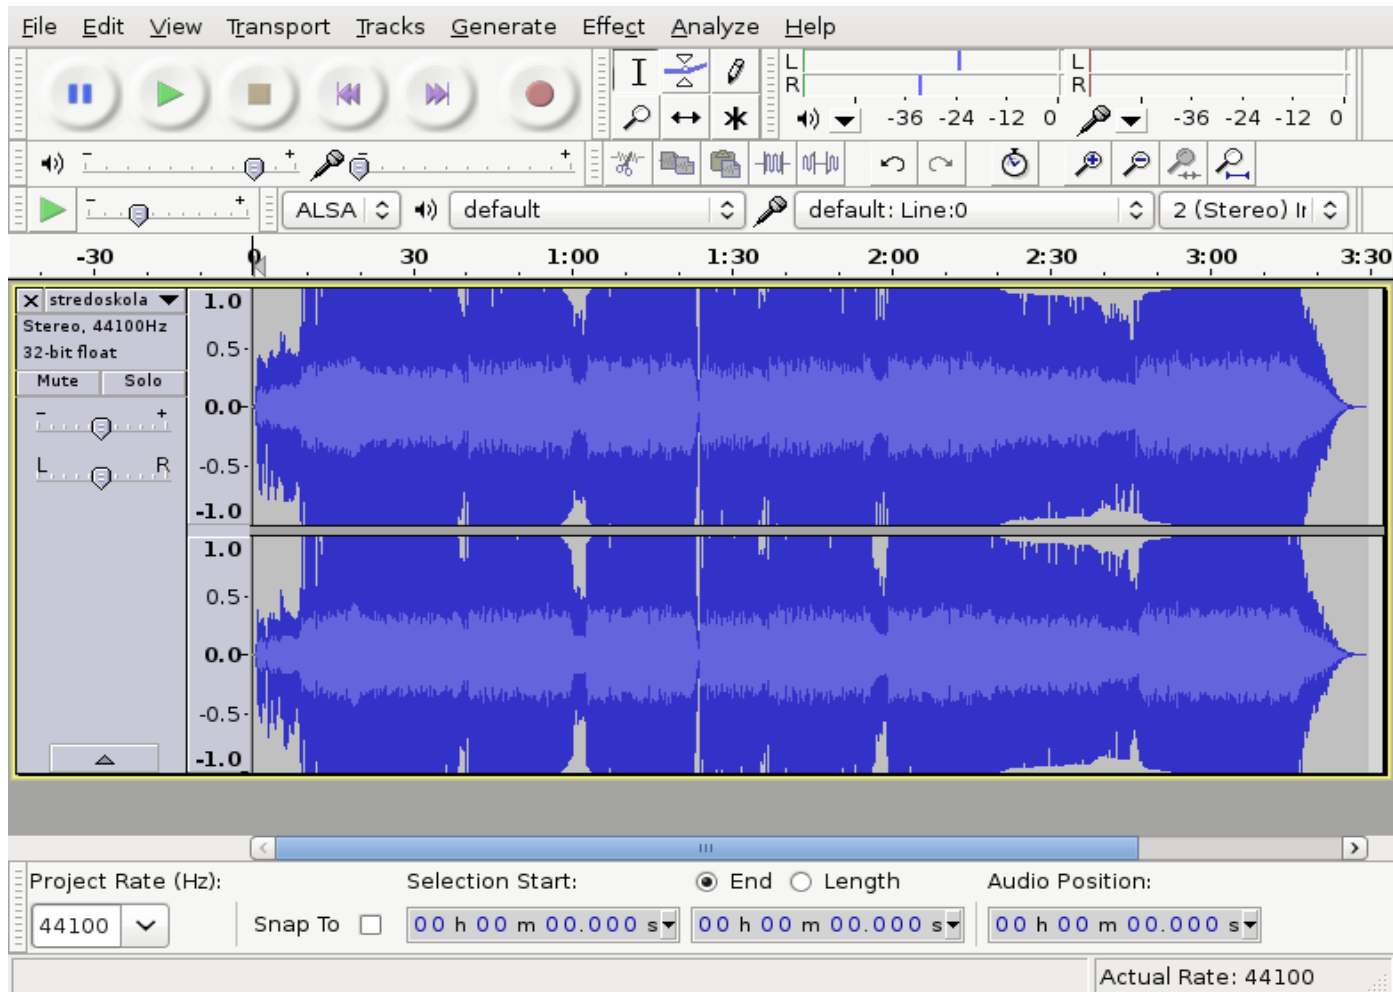 File Edit View Transport Tracks Generate Effect Analyze Help
L L
R R
-36 -24 -12 0 -36 -24 -12 0
- + - +
- + ALSA default default: Line:0 2 (Stereo) Ir
-30 0 30 1:00 1:30 2:00 2:30 3:00 3:30
stredoskola
Stereo, 44100Hz
32-bit float
Mute Solo
- +
L R
1.0
0.5
0.0
-0.5
-1.0
1.0
0.5
0.0
-0.5
-1.0
Project Rate (Hz): Selection Start: End Length Audio Position:
44100 Snap To 00 h 00 m 00.000 s 00 h 00 m 00.000 s 00 h 00 m 00.000 s
Actual Rate: 44100